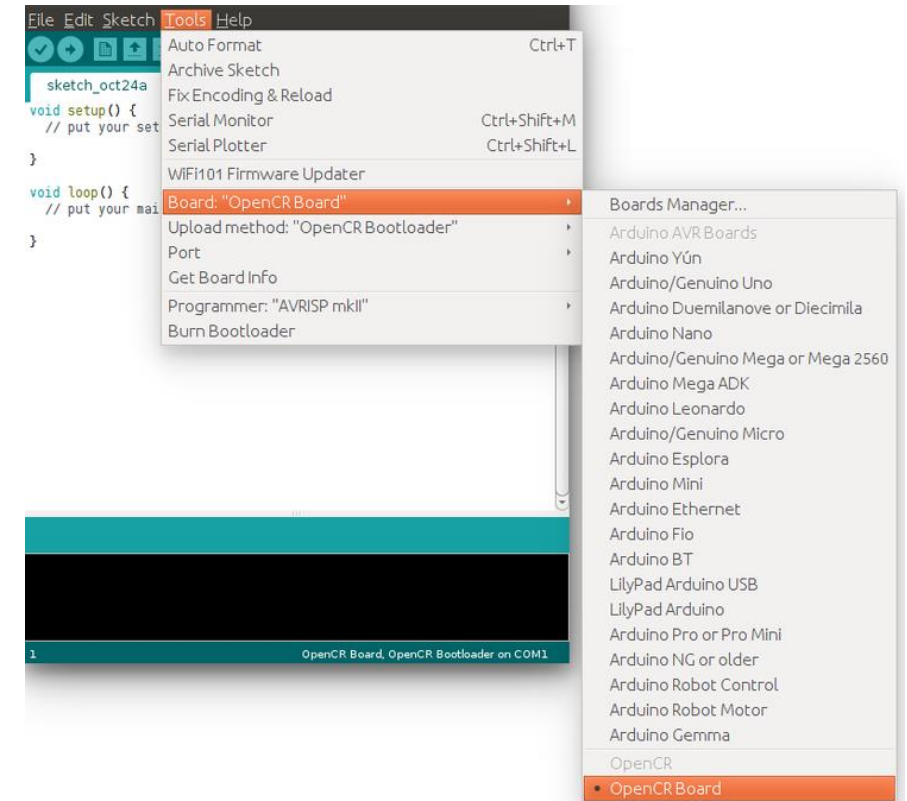 File Edit Sketch Tools Help
sketch_oct24a
void setup() {
// put your set
}
void loop() {
// put your mai
}
Auto Format Ctrl+T
Archive Sketch
Fix Encoding & Reload
Serial Monitor Ctrl+Shift+M
Serial Plotter Ctrl+Shift+L
WiFi101 Firmware Updater
Board: "OpenCR Board"
Upload method: "OpenCR Bootloader"
Port
Get Board Info
Programmer: "AVRISP mkII"
Burn Bootloader
Boards Manager...
Arduino AVR Boards
Arduino Yún
Arduino/Genuino Uno
Arduino Duemilanove or Diecimila
Arduino Nano
Arduino/Genuino Mega or Mega 2560
Arduino Mega ADK
Arduino Leonardo
Arduino/Genuino Micro
Arduino Esplora
Arduino Mini
Arduino Ethernet
Arduino Fio
Arduino BT
LilyPad Arduino USB
LilyPad Arduino
Arduino Pro or Pro Mini
Arduino NG or older
Arduino Robot Control
Arduino Robot Motor
Arduino Gemma
OpenCR
OpenCR Board
1 OpenCR Board, OpenCR Bootloader on COM1